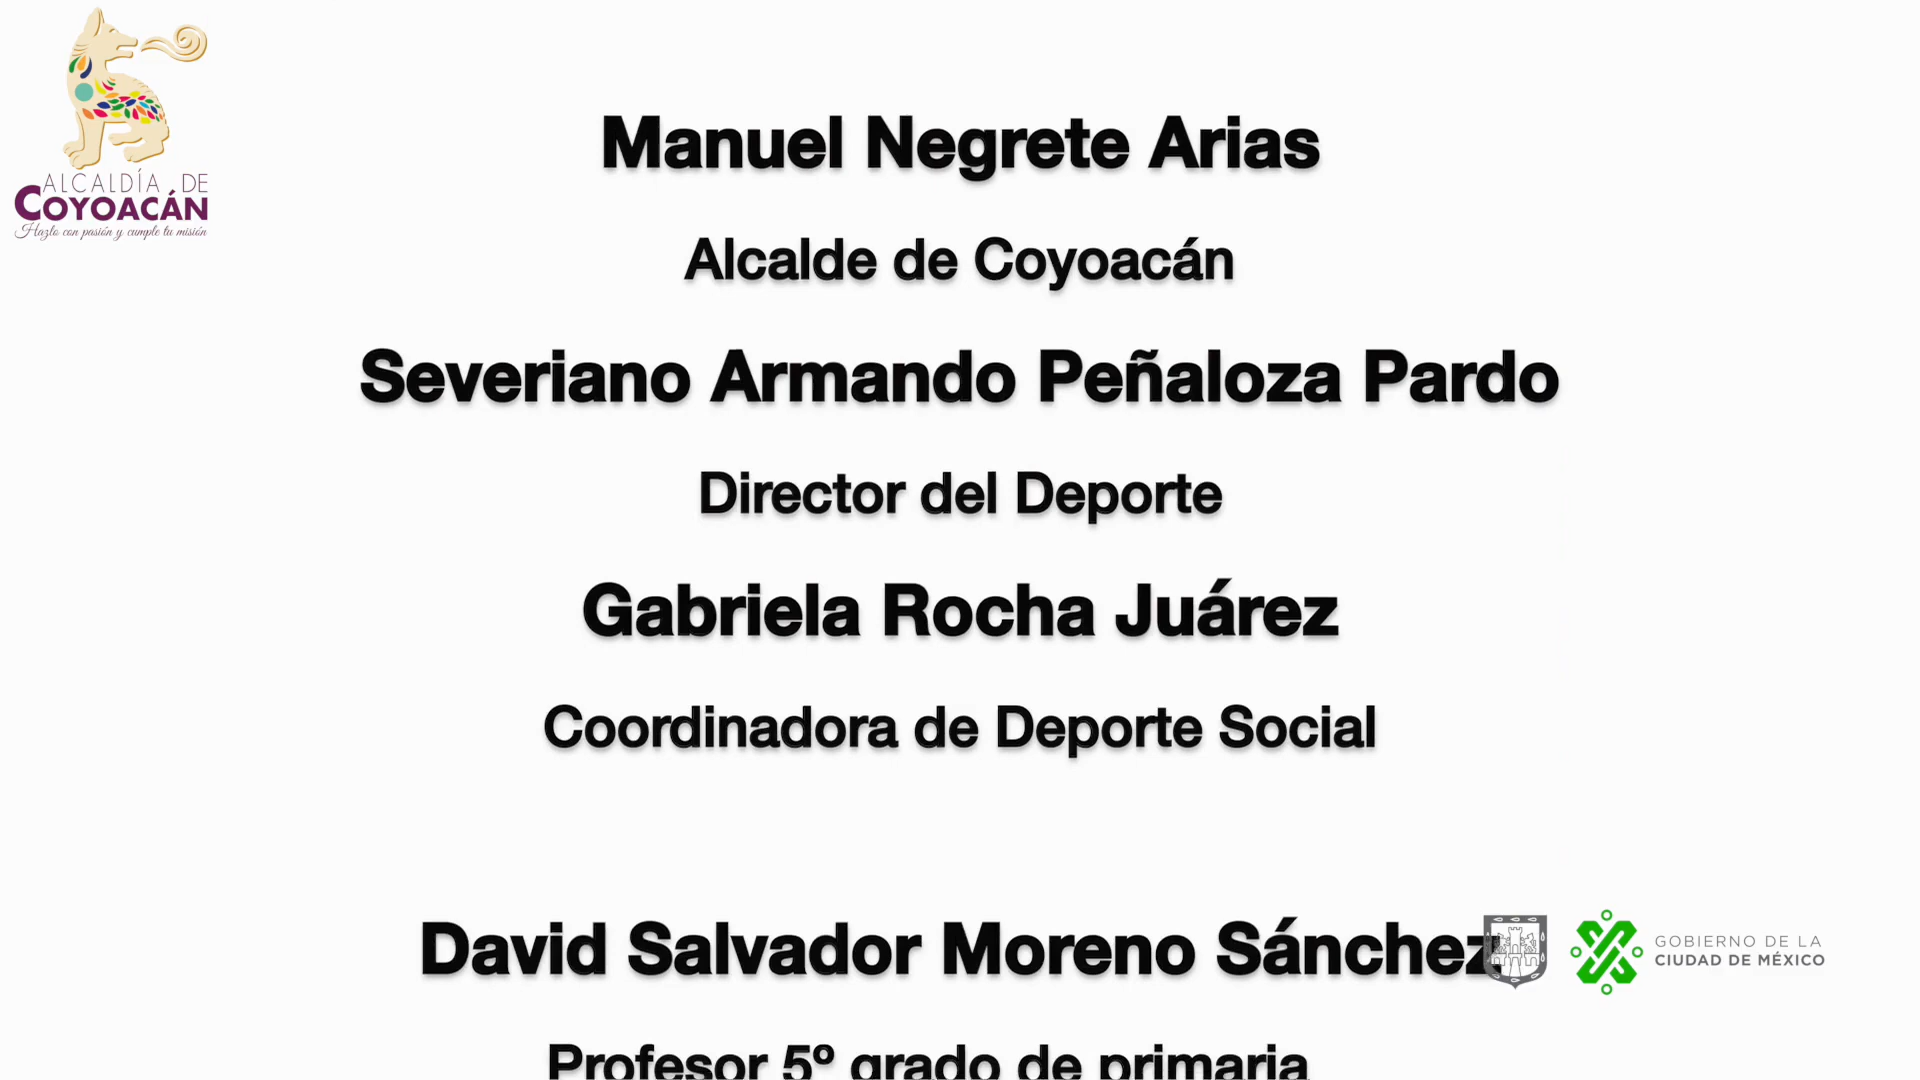 ALCALDÍA DE
COYOACÁN
Hazlo con pasión y cumple tu misión
Manuel Negrete Arias
Alcalde de Coyoacán
Severiano Armando Peñaloza Pardo
Director del Deporte
Gabriela Rocha Juárez
Coordinadora de Deporte Social
David Salvador Moreno Sánchez
GOBIERNO DE LA
CIUDAD DE MÉXICO
Profesor 5º grado de primaria